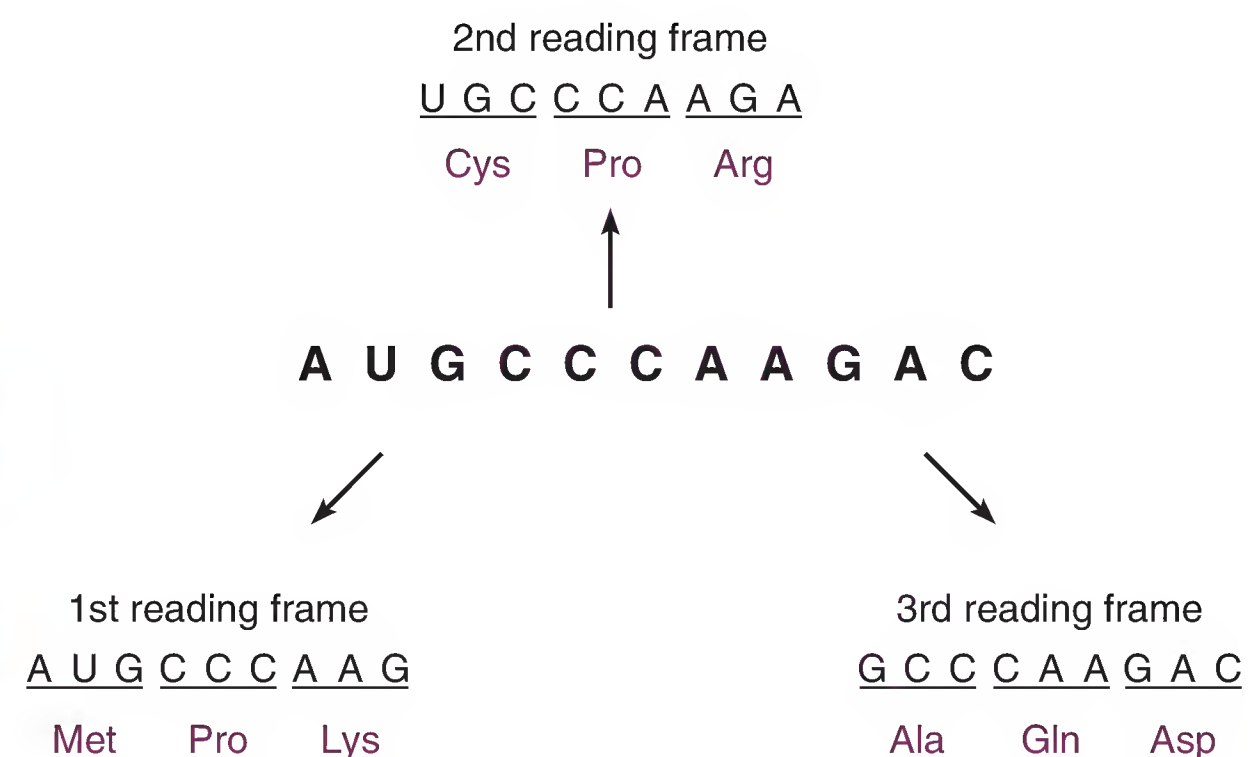 2nd reading frame
U G C C C A A G A
Cys Pro Arg
A U G C C C A A G A C
1st reading frame
A U G C C C A A G
Met Pro Lys
3rd reading frame
G C C C A A G A C
Ala Gln Asp